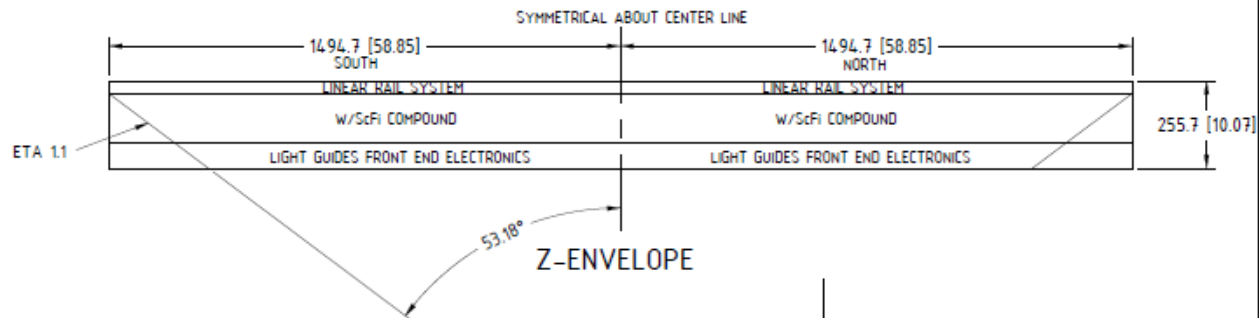 SYMMETRICAL ABOUT CENTER LINE
1494.7 [58.85]
1494.7 [58.85]
SOUTH
NORTH
LINEAR RAIL SYSTEM
LINEAR RAIL SYSTEM
W/ScFi COMPOUND
W/ScFi COMPOUND
255.7 [10.07]
ETA 1.1
LIGHT GUIDES FRONT END ELECTRONICS
LIGHT GUIDES FRONT END ELECTRONICS
53.18°
Z-ENVELOPE